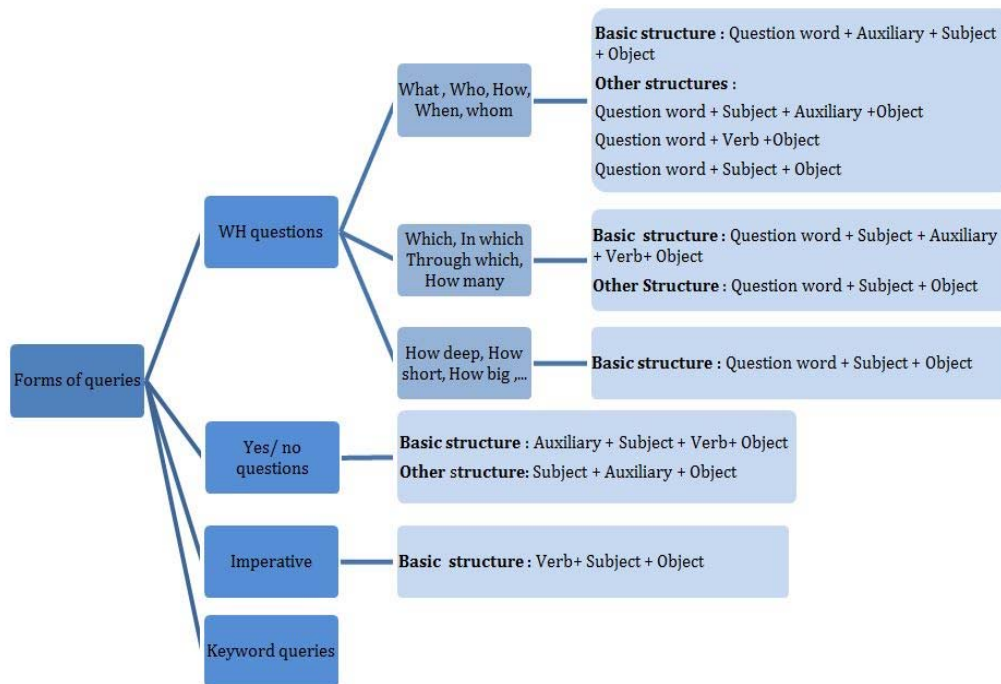 Forms of queries
WH questions
What , Who, How,
When, whom
Basic structure : Question word + Auxiliary + Subject
+ Object
Other structures :
Question word + Subject + Auxiliary +Object
Question word + Verb +Object
Question word + Subject + Object
Which, In which
Through which,
How many
Basic structure : Question word + Subject + Auxiliary
+ Verb+ Object
Other Structure : Question word + Subject + Object
How deep, How
short, How big ,...
Basic structure : Question word + Subject + Object
Yes/ no
questions
Basic structure : Auxiliary + Subject + Verb+ Object
Other structure: Subject + Auxiliary + Object
Imperative
Basic structure : Verb+ Subject + Object
Keyword queries